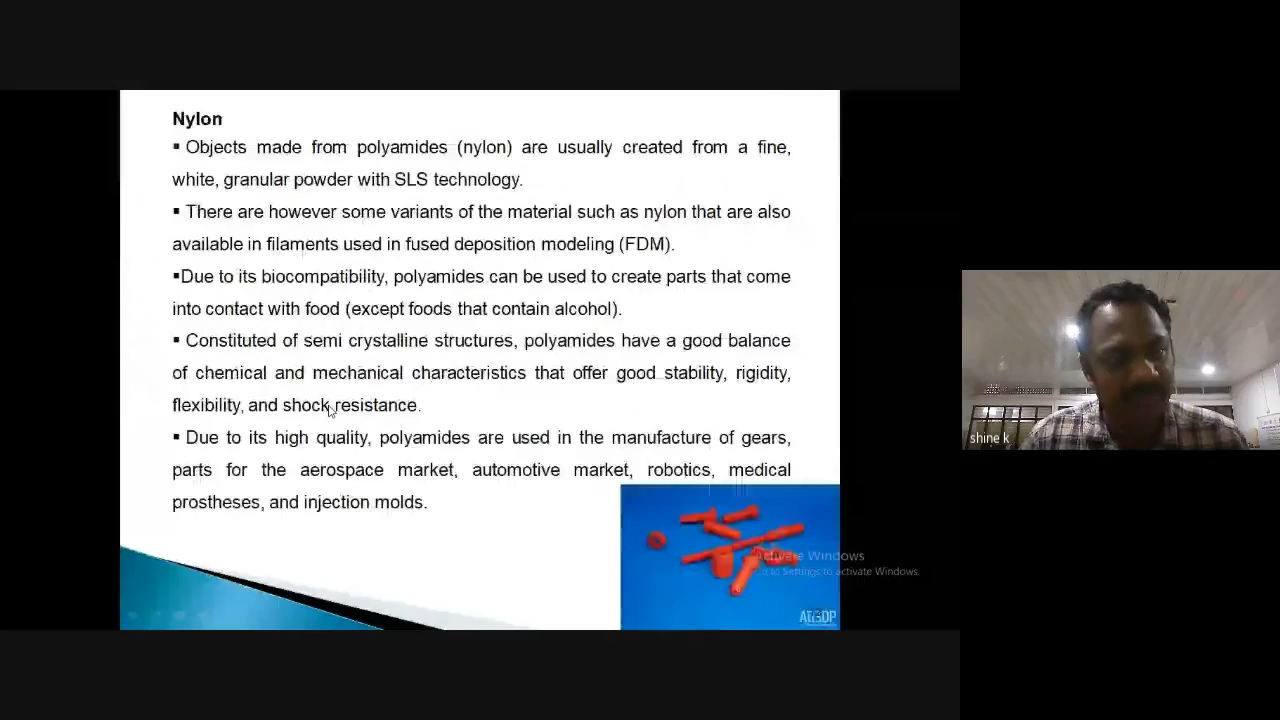 Nylon
▪ Objects made from polyamides (nylon) are usually created from a fine,
white, granular powder with SLS technology.
▪ There are however some variants of the material such as nylon that are also
available in filaments used in fused deposition modeling (FDM).
▪Due to its biocompatibility, polyamides can be used to create parts that come
into contact with food (except foods that contain alcohol).
▪ Constituted of semi crystalline structures, polyamides have a good balance
of chemical and mechanical characteristics that offer good stability, rigidity,
flexibility, and shock resistance.
▪ Due to its high quality, polyamides are used in the manufacture of gears,
parts for the aerospace market, automotive market, robotics, medical
prostheses, and injection molds.
shine k
Activate Windows
Go to Settings to activate Windows.